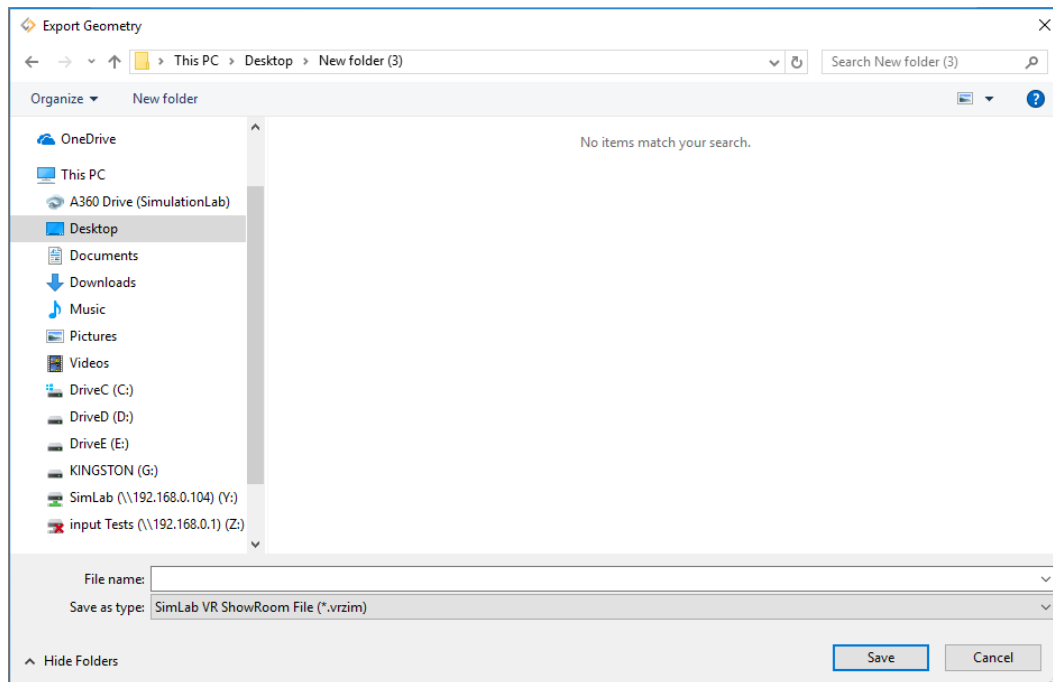 Export Geometry
This PC > Desktop > New folder (3)
Search New folder (3)
Organize
New folder
No items match your search.
OneDrive
This PC
A360 Drive (SimulationLab)
Desktop
Documents
Downloads
Music
Pictures
Videos
DriveC (C:)
DriveD (D:)
DriveE (E:)
KINGSTON (G:)
SimLab (\\192.168.0.104) (Y:)
input Tests (\\192.168.0.1) (Z:)
File name:
Save as type: SimLab VR ShowRoom File (*.vrzim)
Hide Folders
Save
Cancel